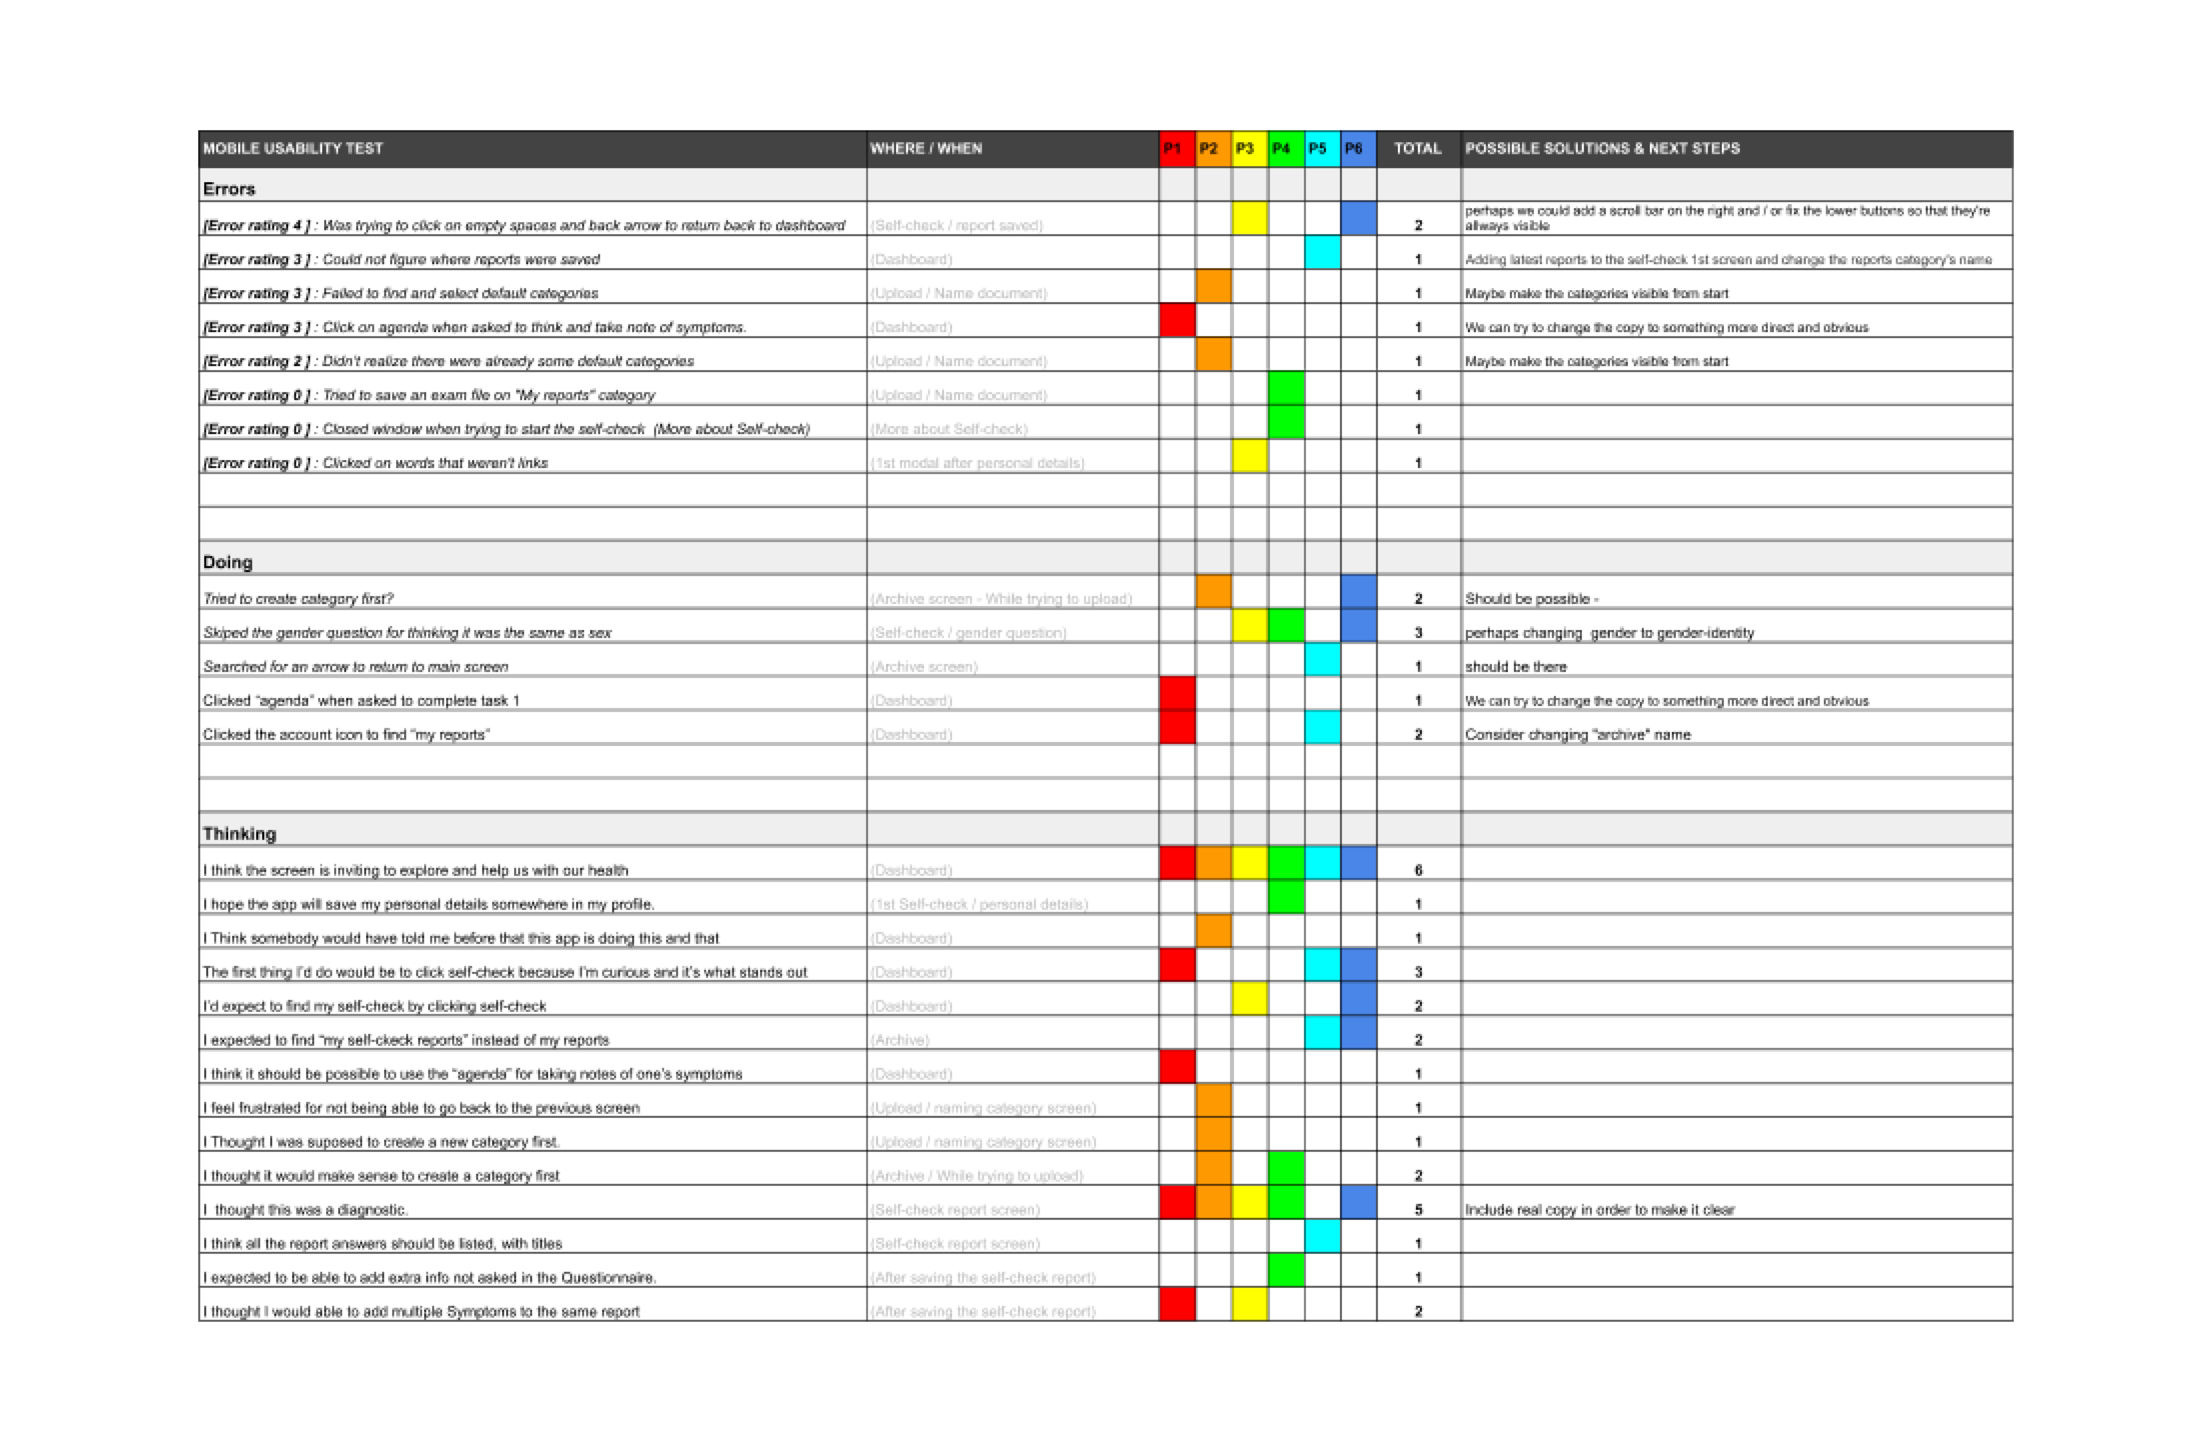 MOBILE USABILITY TEST WHERE / WHEN P1 P2 P3 P4 P5 P6 TOTAL POSSIBLE SOLUTIONS & NEXT STEPS
Errors
[Error rating 4 ] : Was trying to click on empty spaces and back arrow to return back to dashboard (Self-check / report saved) 2 perhaps we could add a scroll bar on the right and / or fix the lower buttons so that they're
allways visible
[Error rating 3 ] : Could not figure where reports were saved (Dashboard) 1 Adding latest reports to the self-check 1st screen and change the reports category's name
[Error rating 3 ] : Failed to find and select default categories (Upload / Name document) 1 Maybe make the categories visible from start
[Error rating 3 ] : Click on agenda when asked to think and take note of symptoms. (Dashboard) 1 We can try to change the copy to something more direct and obvious
[Error rating 2 ] : Didn't realize there were already some default categories (Upload / Name document) 1 Maybe make the categories visible from start
[Error rating 0 ] : Tried to save an exam file on "My reports" category (Upload / Name document) 1
[Error rating 0 ] : Closed window when trying to start the self-check (More about Self-check) (More about Self-check) 1
[Error rating 0 ] : Clicked on words that weren't links (1st modal after personal details) 1
Doing
Tried to create category first? (Archive screen - While trying to upload) 2 Should be possible -
Skiped the gender question for thinking it was the same as sex (Self-check / gender question) 3 perhaps changing gender to gender-identity
Searched for an arrow to return to main screen (Archive screen) 1 should be there
Clicked "agenda" when asked to complete task 1 (Dashboard) 1 We can try to change the copy to something more direct and obvious
Clicked the account icon to find "my reports" (Dashboard) 2 Consider changing "archive" name
Thinking
I think the screen is inviting to explore and help us with our health (Dashboard) 6
I hope the app will save my personal details somewhere in my profile. (1st Self-check / personal details) 1
I Think somebody would have told me before that this app is doing this and that (Dashboard) 1
The first thing I'd do would be to click self-check because I'm curious and it's what stands out (Dashboard) 3
I'd expect to find my self-check by clicking self-check (Dashboard) 2
I expected to find "my self-ckeck reports" instead of my reports (Archive) 2
I think it should be possible to use the "agenda" for taking notes of one's symptoms (Dashboard) 1
I feel frustrated for not being able to go back to the previous screen (Upload / naming category screen) 1
I Thought I was suposed to create a new category first. (Upload / naming category screen) 1
I thought it would make sense to create a category first (Archive / While trying to upload) 2
I thought this was a diagnostic. (Self-check report screen) 5 Include real copy in order to make it clear
I think all the report answers should be listed, with titles (Self-check report screen) 1
I expected to be able to add extra info not asked in the Questionnaire. (After saving the self-check report) 1
I thought I would able to add multiple Symptoms to the same report (After saving the self-check report) 2